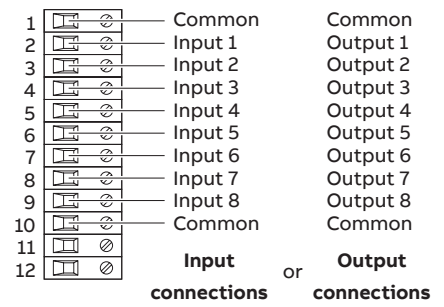 1 Common Common
2 Input 1 Output 1
3 Input 2 Output 2
4 Input 3 Output 3
5 Input 4 Output 4
6 Input 5 Output 5
7 Input 6 Output 6
8 Input 7 Output 7
9 Input 8 Output 8
10 Common Common
11
12
Input or Output
connections connections